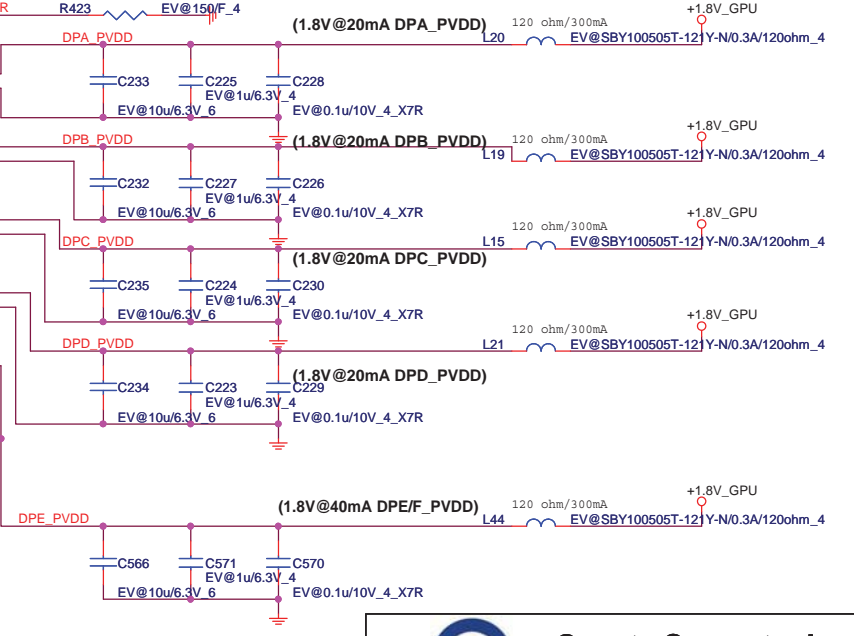 R R423 EV@150/F_4
(1.8V@20mA DPA_PVDD) 120 ohm/300mA +1.8V_GPU
DPA_PVDD L20 EV@SBY100505T-121Y-N/0.3A/120ohm_4
C233 C225 C228
EV@1u/6.3V_4
EV@10u/6.3V_6 EV@0.1u/10V_4_X7R
+1.8V_GPU
DPB_PVDD (1.8V@20mA DPB_PVDD) 120 ohm/300mA
L19 EV@SBY100505T-121Y-N/0.3A/120ohm_4
C232 C227 C226
EV@1u/6.3V_4
EV@10u/6.3V_6 EV@0.1u/10V_4_X7R
+1.8V_GPU
120 ohm/300mA
DPC_PVDD L15 EV@SBY100505T-121Y-N/0.3A/120ohm_4
(1.8V@20mA DPC_PVDD)
C235 C224 C230
EV@1u/6.3V_4
EV@10u/6.3V_6 EV@0.1u/10V_4_X7R
+1.8V_GPU
120 ohm/300mA
DPD_PVDD L21 EV@SBY100505T-121Y-N/0.3A/120ohm_4
(1.8V@20mA DPD_PVDD)
C234 C223 C229
EV@1u/6.3V_4
EV@10u/6.3V_6 EV@0.1u/10V_4_X7R
+1.8V_GPU
(1.8V@40mA DPE/F_PVDD) 120 ohm/300mA
DPE_PVDD L44 EV@SBY100505T-121Y-N/0.3A/120ohm_4
C566 C571 C570
EV@1u/6.3V_4
EV@10u/6.3V_6 EV@0.1u/10V_4_X7R